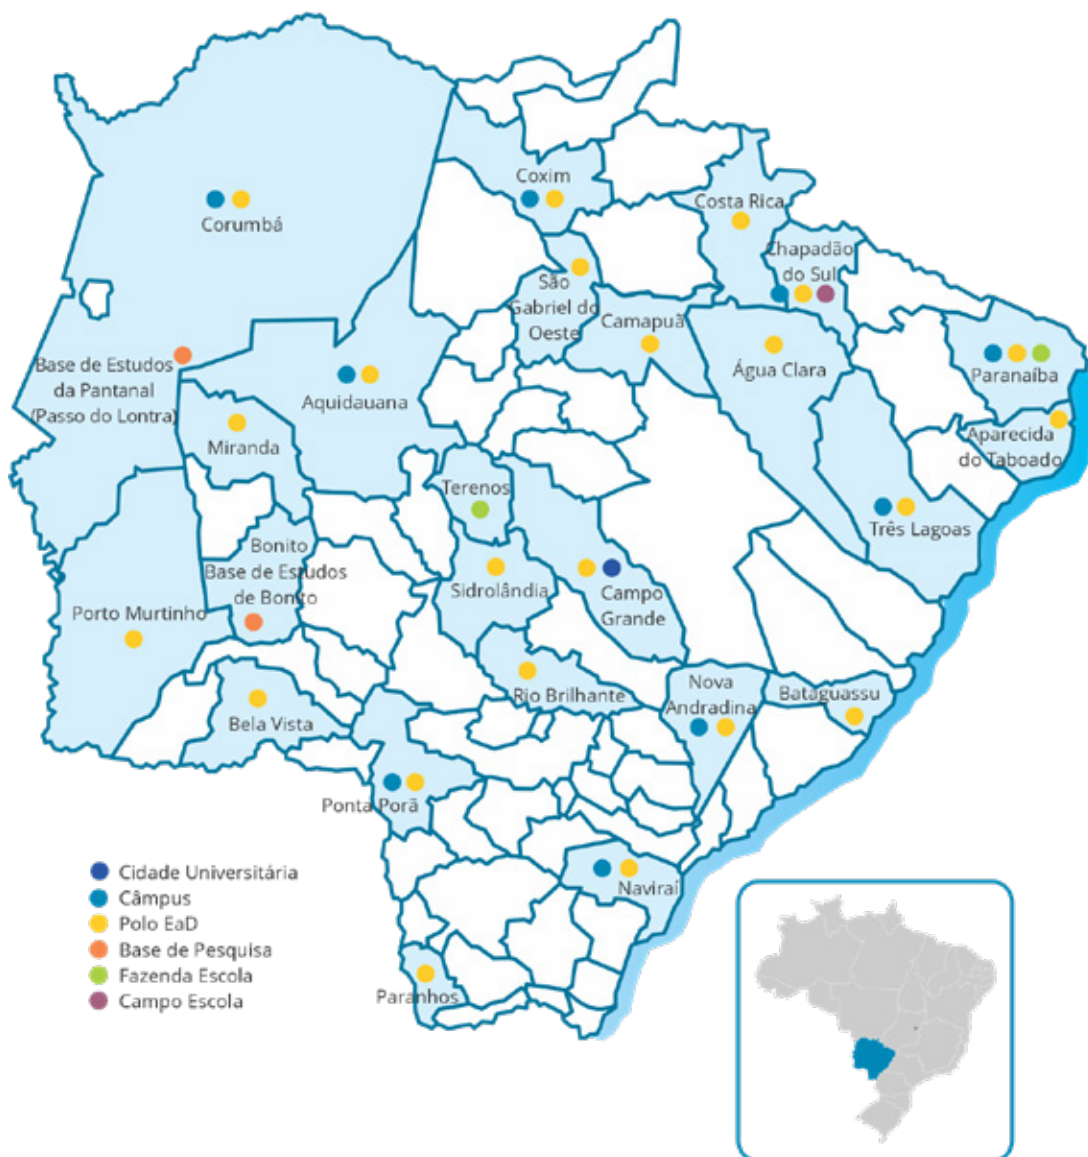 Coxim
Costa Rica
Corumbá
Chapadão
do Sul
São
Gabriel do
Oeste
Camapuã
Base de Estudos
da Pantanal
(Passo do Lontra)
Aquidauana
Água Clara
Paranaíba
Miranda
Aparecida
do Taboado
Terenos
Três Lagoas
Bonito
Base de Estudos
de Bonito
Sidrolândia
Campo
Grande
Porto Murtinho
Rio Brilhante
Nova
Andradina
Bataguassu
Bela Vista
Ponta Porã
Naviraí
Paranhos
Cidade Universitária
Câmpus
Polo EaD
Base de Pesquisa
Fazenda Escola
Campo Escola